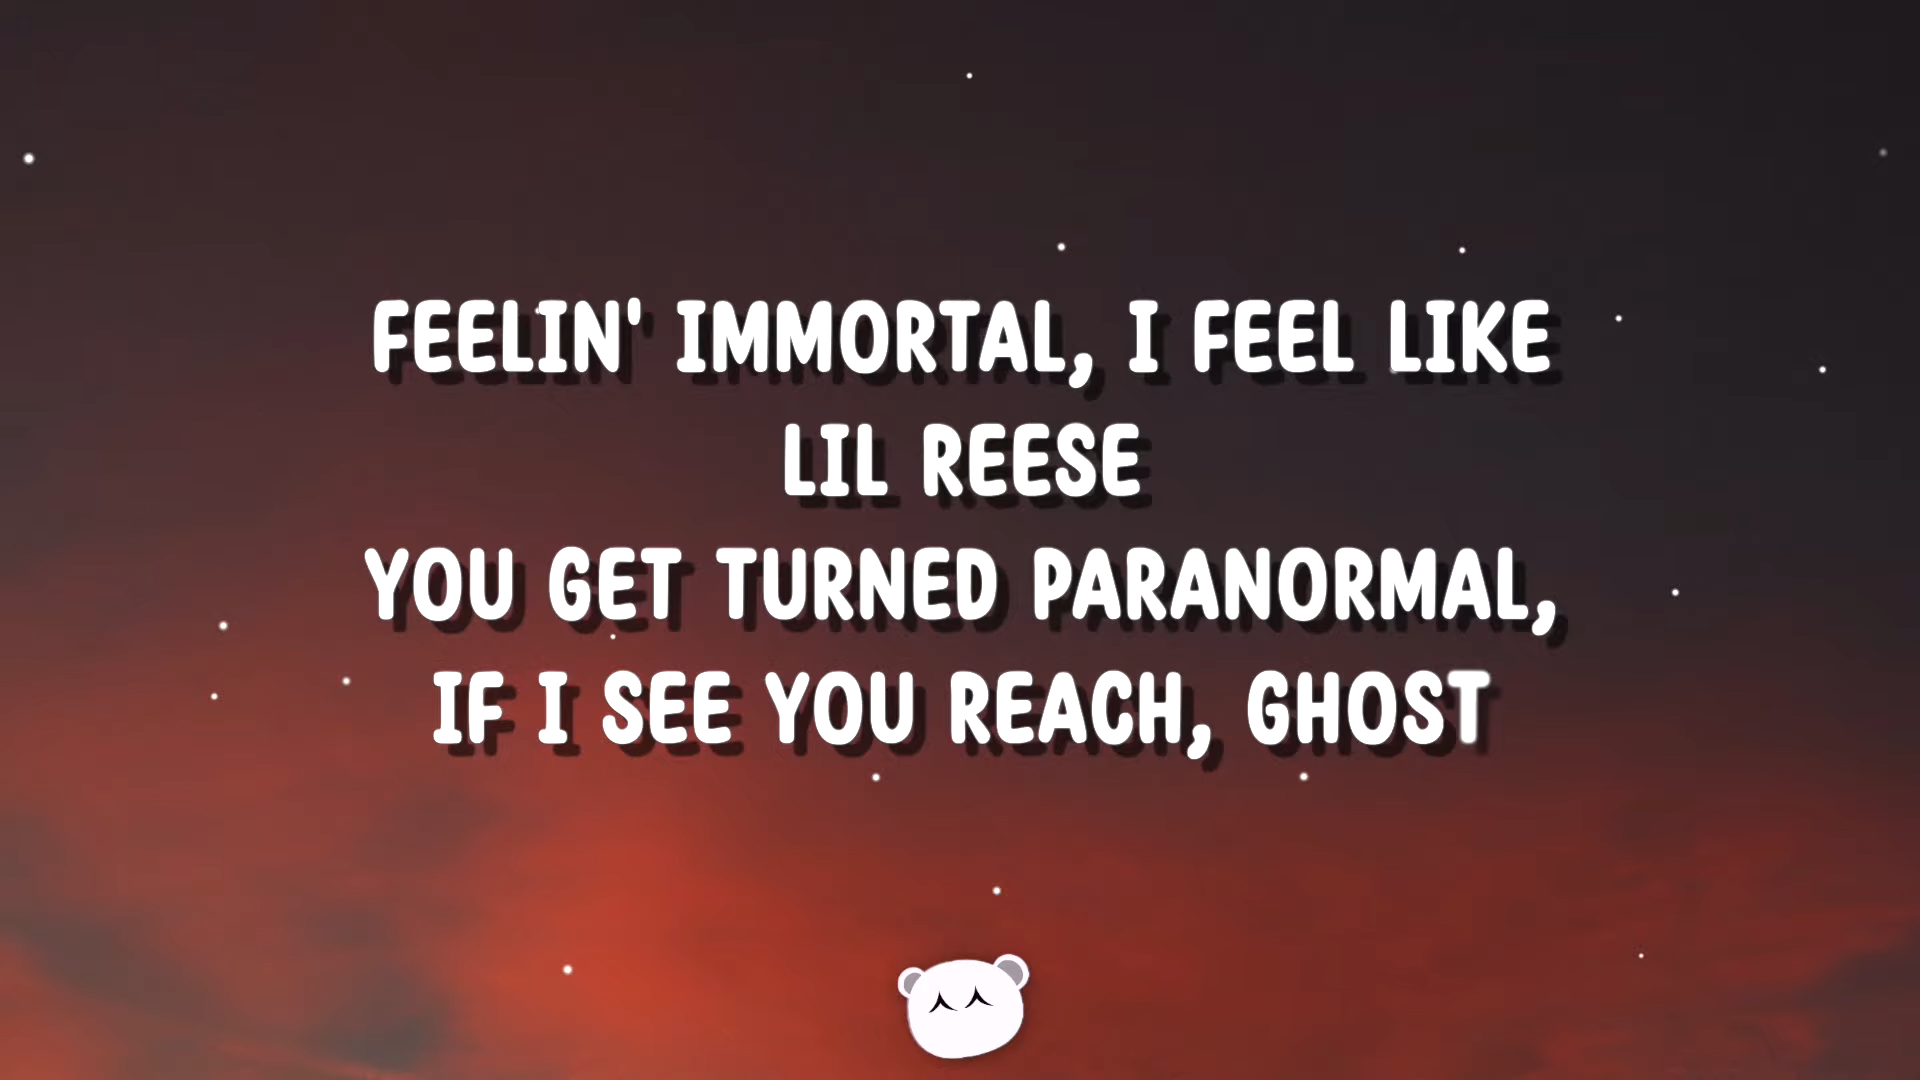 FEELIN' IMMORTAL, I FEEL LIKE
LIL REESE
YOU GET TURNED PARANORMAL,
IF I SEE YOU REACH, GHOST